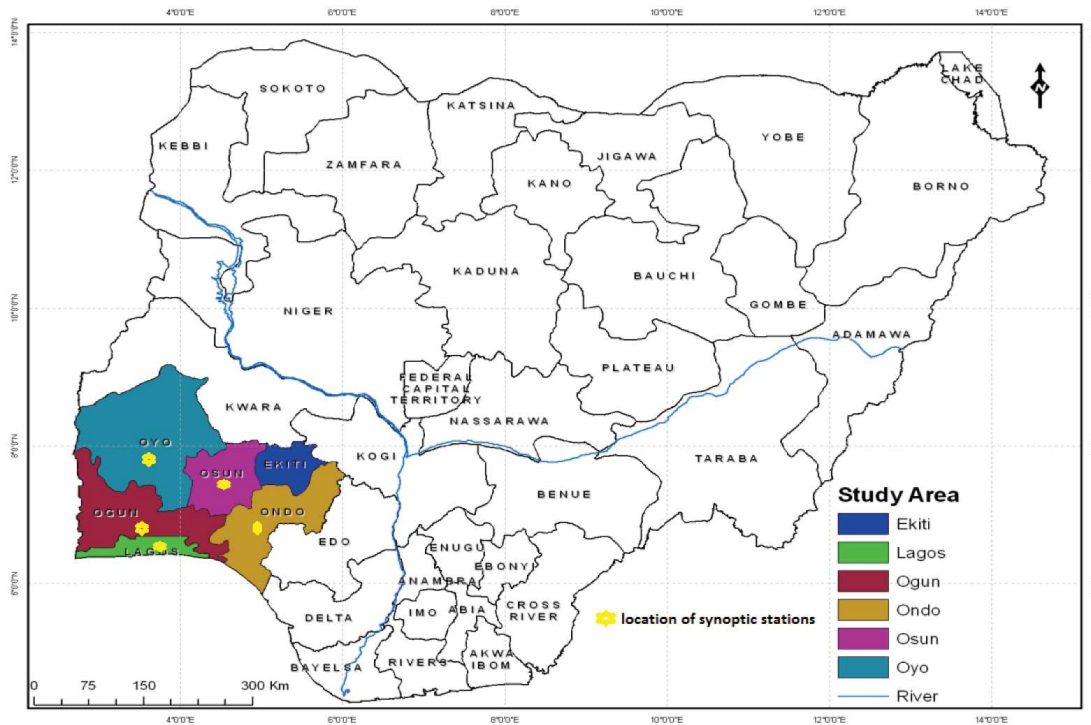 4°0'0"E 6°0'0"E 8°0'0"E 10°0'0"E 12°0'0"E 14°0'0"E
14°0'0"N
LAKE
CHAD
N
SOKOTO
KATSINA
YOBE
KEBBI
ZAMFARA
JIGAWA
KANO
BORNO
12°0'0"N
KADUNA
BAUCHI
GOMBE
NIGER
10°0'0"N
ADAMAWA
PLATEAU
FEDERAL
CAPITAL
TERRITORY
KWARA
NASSARAWA
OYO
8°0'0"N
KOGI
TARABA
EKITI
OSUN
BENUE
Study Area
OGUN
ONDO
Ekiti
EDO
LAGOS
ENUGU
Lagos
EBONY
ANAMBRA
Ogun
6°0'0"N
IMO
ABIA
CROSS
RIVER
Ondo
DELTA
location of synoptic stations
Osun
BAYELSA
RIVERS
AKWA
IBOM
Oyo
0 75 150 300 Km
River
4°0'0"E 6°0'0"E 8°0'0"E 10°0'0"E 12°0'0"E 14°0'0"E